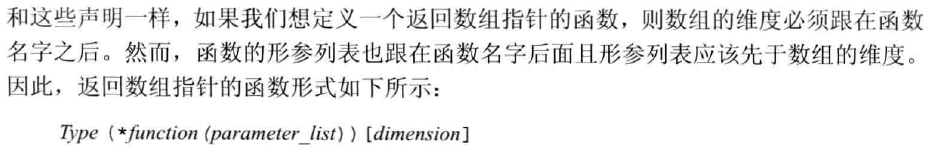 和这些声明一样，如果我们想定义一个返回数组指针的函数，则数组的维度必须跟在函数
名字之后。然而，函数的形参列表也跟在函数名字后面且形参列表应该先于数组的维度。
因此，返回数组指针的函数形式如下所示：
Type (*function (parameter_list) ) [dimension]